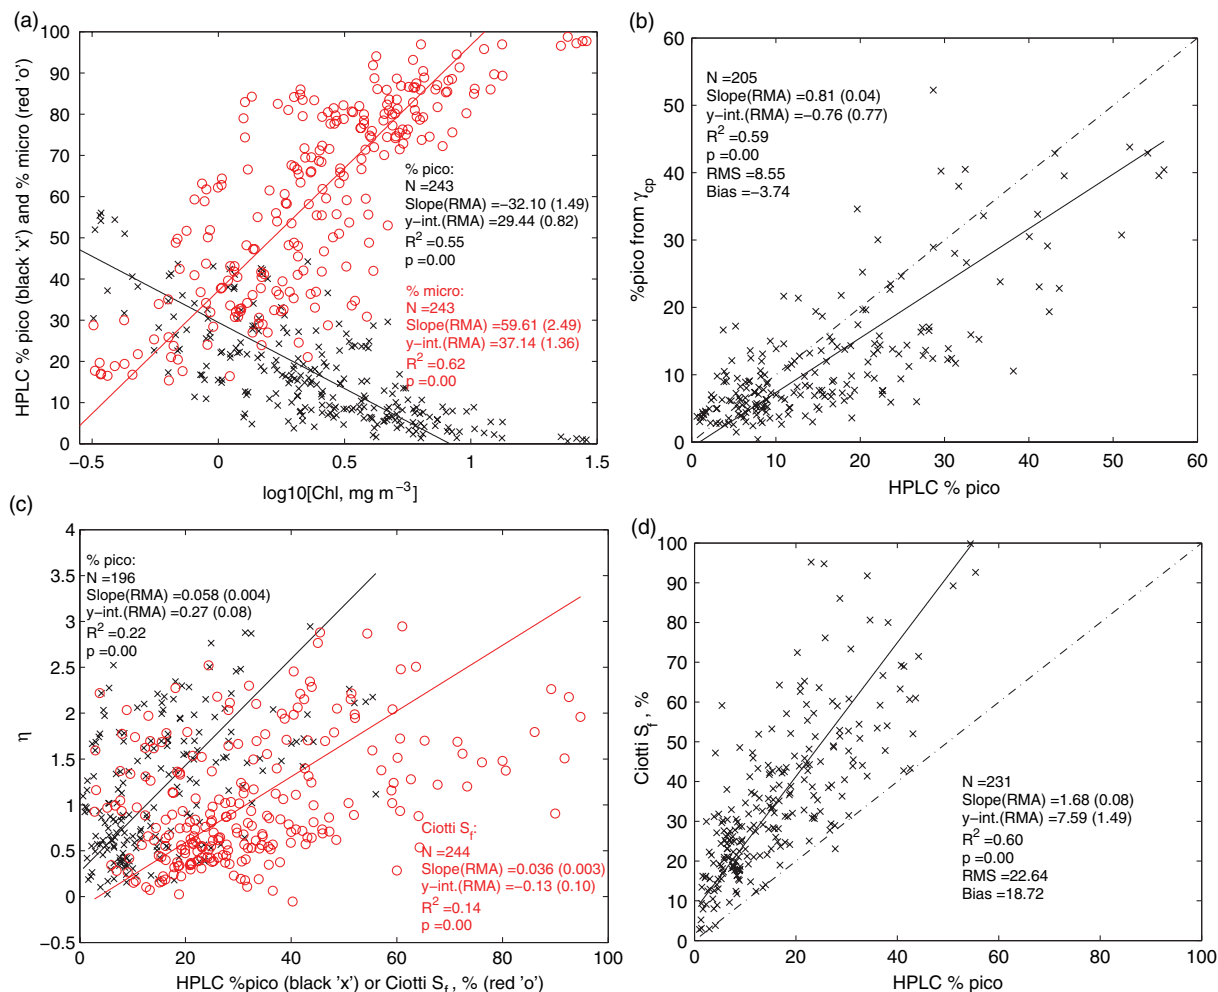 (a)
HPLC % pico (black 'x') and % micro (red 'o')
100
90
80
70
60
50
40
30
20
10
0
% pico:
N =243
Slope(RMA) =−32.10 (1.49)
y−int.(RMA) =29.44 (0.82)
R² =0.55
p =0.00
% micro:
N =243
Slope(RMA) =59.61 (2.49)
y−int.(RMA) =37.14 (1.36)
R² =0.62
p =0.00
−0.5 0 0.5 1 1.5
log10[Chl, mg m⁻³]
(b)
%pico from γcp
60
50
40
30
20
10
0
N =205
Slope(RMA) =0.81 (0.04)
y−int.(RMA) =−0.76 (0.77)
R² =0.59
p =0.00
RMS =8.55
Bias =−3.74
0 10 20 30 40 50 60
HPLC % pico
(c)
η
4
3.5
3
2.5
2
1.5
1
0.5
0
−0.5
% pico:
N =196
Slope(RMA) =0.058 (0.004)
y−int.(RMA) =0.27 (0.08)
R² =0.22
p =0.00
Ciotti Sf:
N =244
Slope(RMA) =0.036 (0.003)
y−int.(RMA) =−0.13 (0.10)
R² =0.14
p =0.00
0 20 40 60 80 100
HPLC %pico (black 'x') or Ciotti Sf , % (red 'o')
(d)
Ciotti Sf , %
100
90
80
70
60
50
40
30
20
10
0
N =231
Slope(RMA) =1.68 (0.08)
y−int.(RMA) =7.59 (1.49)
R² =0.60
p =0.00
RMS =22.64
Bias =18.72
0 20 40 60 80 100
HPLC % pico